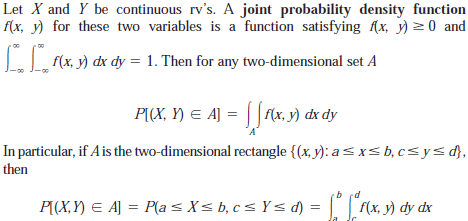 Let X and Y be continuous rv's. A joint probability density function
f(x, y) for these two variables is a function satisfying f(x, y) ≥ 0 and
∫_{-∞}^{∞} ∫_{-∞}^{∞} f(x, y) dx dy = 1. Then for any two-dimensional set A
P[(X, Y) ∈ A] = ∫∫_A f(x, y) dx dy
In particular, if A is the two-dimensional rectangle {(x, y): a ≤ x ≤ b, c ≤ y ≤ d},
then
P[(X, Y) ∈ A] = P(a ≤ X ≤ b, c ≤ Y ≤ d) = ∫_a^b ∫_c^d f(x, y) dy dx